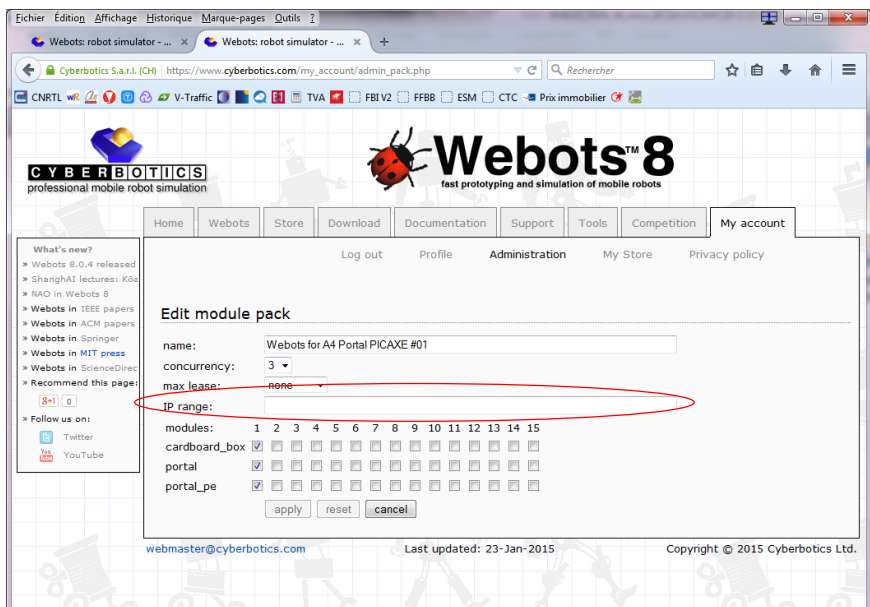 Fichier Édition Affichage Historique Marque-pages Outils ?
Webots: robot simulator - ... × Webots: robot simulator - ... × +
Cyberbotics S.a.r.l. (CH) https://www.cyberbotics.com/my_account/admin_pack.php Rechercher
CNRTL WR V-Traffic TVA FBI V2 FFBB ESM CTC Prix immobilier
CYBERBOTICS
professional mobile robot simulation
Webots™ 8
fast prototyping and simulation of mobile robots
Home Webots Store Download Documentation Support Tools Competition My account
Log out Profile Administration My Store Privacy policy
What's new?
» Webots 8.0.4 released
» ShanghAI lectures: Kõa
» NAO in Webots 8
» Webots in IEEE papers
» Webots in ACM papers
» Webots in Springer
» Webots in MIT press
» Webots in ScienceDirec
» Recommend this page:
g+1 0
» Follow us on:
Twitter
YouTube
Edit module pack
name: Webots for A4 Portal PICAXE #01
concurrency: 3
max lease: none
IP range:
modules: 1 2 3 4 5 6 7 8 9 10 11 12 13 14 15
cardboard_box
portal
portal_pe
apply reset cancel
webmaster@cyberbotics.com Last updated: 23-Jan-2015 Copyright © 2015 Cyberbotics Ltd.